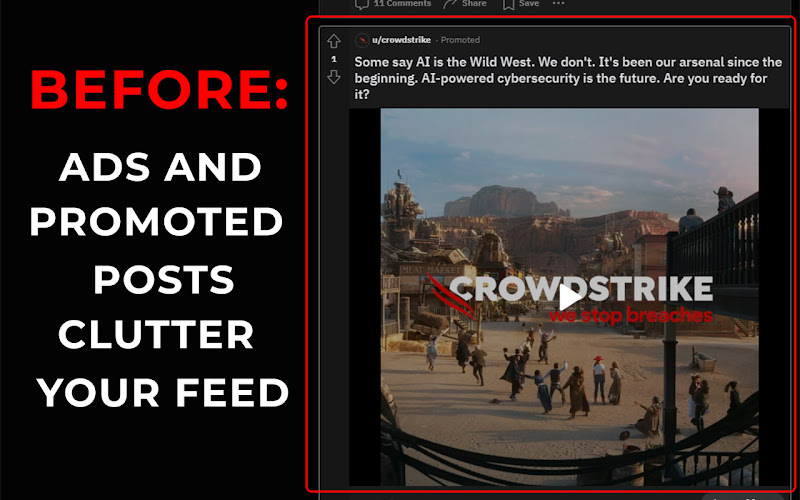 BEFORE:
ADS AND
PROMOTED
POSTS
CLUTTER
YOUR FEED
11 Comments Share Save
u/crowdstrike · Promoted
1
Some say AI is the Wild West. We don't. It's been our arsenal since the
beginning. AI-powered cybersecurity is the future. Are you ready for
it?
MEAT MARKET
CROWDSTRIKE
we stop breaches